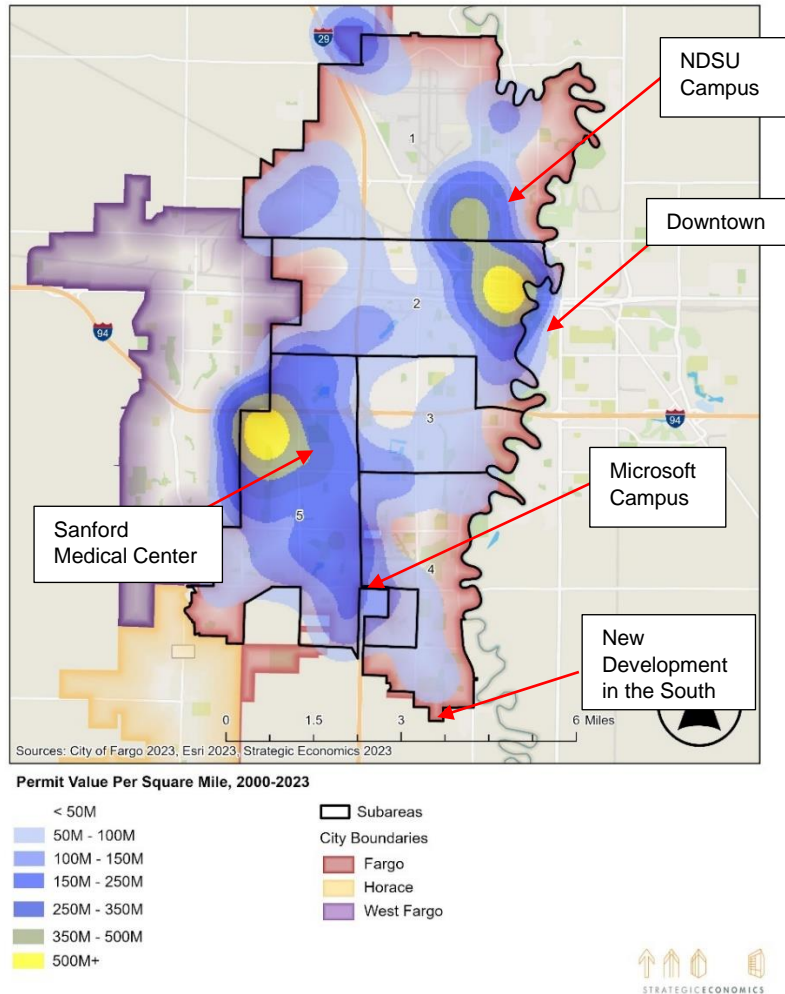 29
NDSU
Campus
1
Downtown
2
94
3
94
Microsoft
Campus
Sanford
Medical Center
5
4
New
Development
in the South
0 1.5 3 6 Miles
Sources: City of Fargo 2023, Esri 2023, Strategic Economics 2023
Permit Value Per Square Mile, 2000-2023
< 50M
50M - 100M
100M - 150M
150M - 250M
250M - 350M
350M - 500M
500M+
Subareas
City Boundaries
Fargo
Horace
West Fargo
STRATEGICECONOMICS